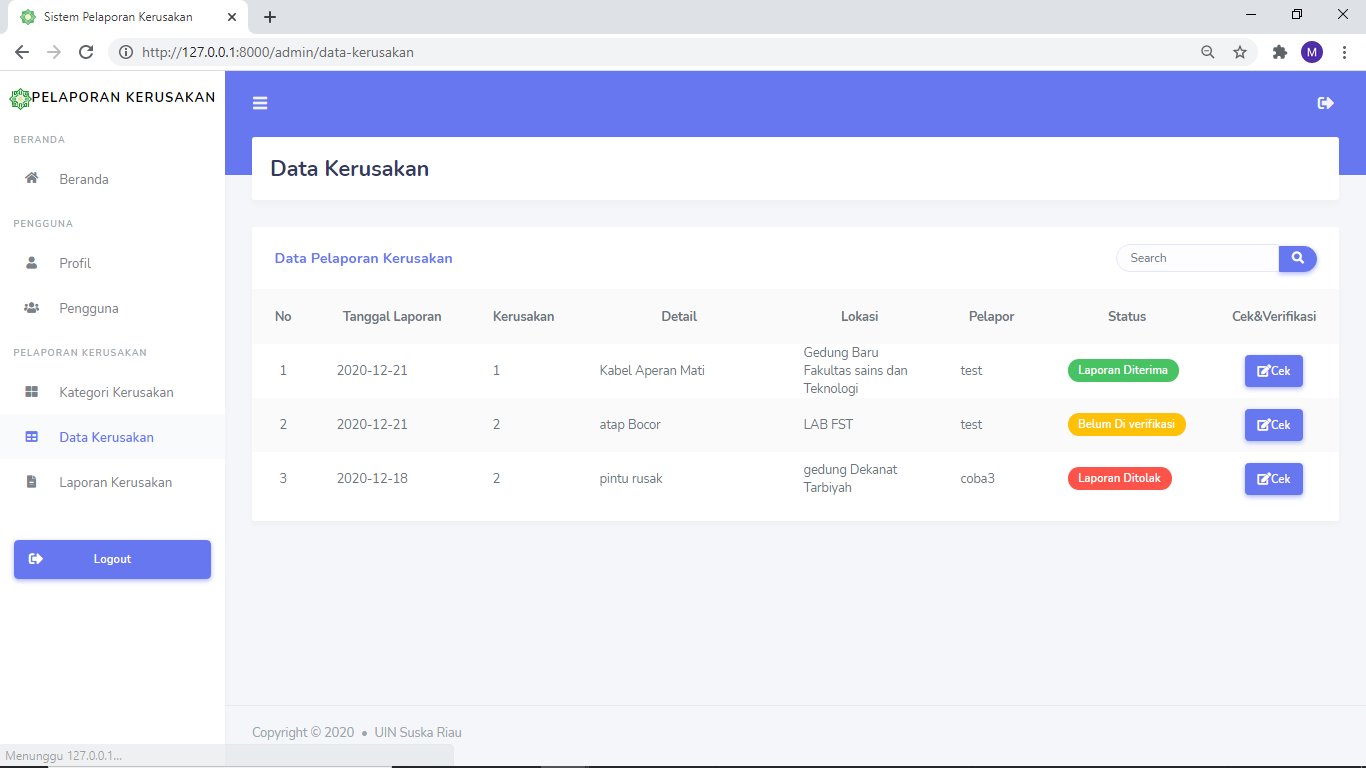 Sistem Pelaporan Kerusakan
http://127.0.0.1:8000/admin/data-kerusakan
M
PELAPORAN KERUSAKAN
BERANDA
Beranda
PENGGUNA
Profil
Pengguna
PELAPORAN KERUSAKAN
Kategori Kerusakan
Data Kerusakan
Laporan Kerusakan
Logout
Data Kerusakan
Data Pelaporan Kerusakan
Search
No Tanggal Laporan Kerusakan Detail Lokasi Pelapor Status Cek&Verifikasi
1 2020-12-21 1 Kabel Aperan Mati Gedung Baru Fakultas sains dan Teknologi test Laporan Diterima Cek
2 2020-12-21 2 atap Bocor LAB FST test Belum Di verifikasi Cek
3 2020-12-18 2 pintu rusak gedung Dekanat Tarbiyah coba3 Laporan Ditolak Cek
Copyright © 2020 • UIN Suska Riau
Menunggu 127.0.0.1...